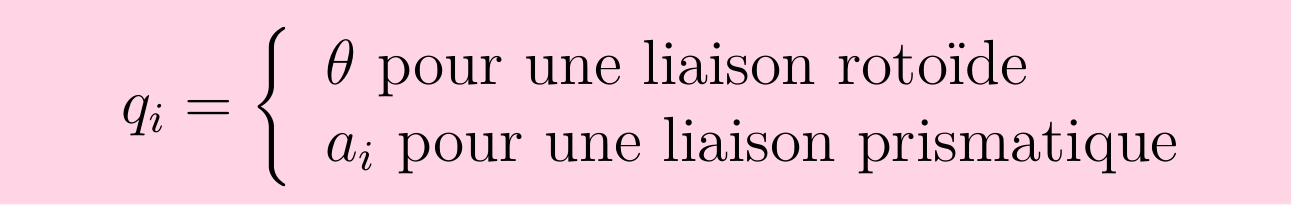 θ pour une liaison rotoïde
q_i = {
a_i pour une liaison prismatique